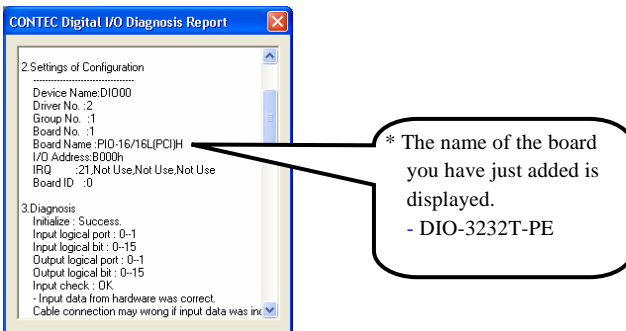 CONTEC Digital I/O Diagnosis Report
2.Settings of Configuration
---------------------------------
Device Name:DIO00
Driver No. :2
Group No. :1
Board No. :1
Board Name :PIO-16/16L(PCI)H
I/O Address:B000h
IRQ :21,Not Use,Not Use,Not Use
Board ID :0
3.Diagnosis
Initialize : Success.
Input logical port : 0--1
Input logical bit : 0--15
Output logical port : 0--1
Output logical bit : 0--15
Input check : OK
- Input data from hardware was correct.
Cable connection may wrong if input data was
* The name of the board
you have just added is
displayed.
- DIO-3232T-PE